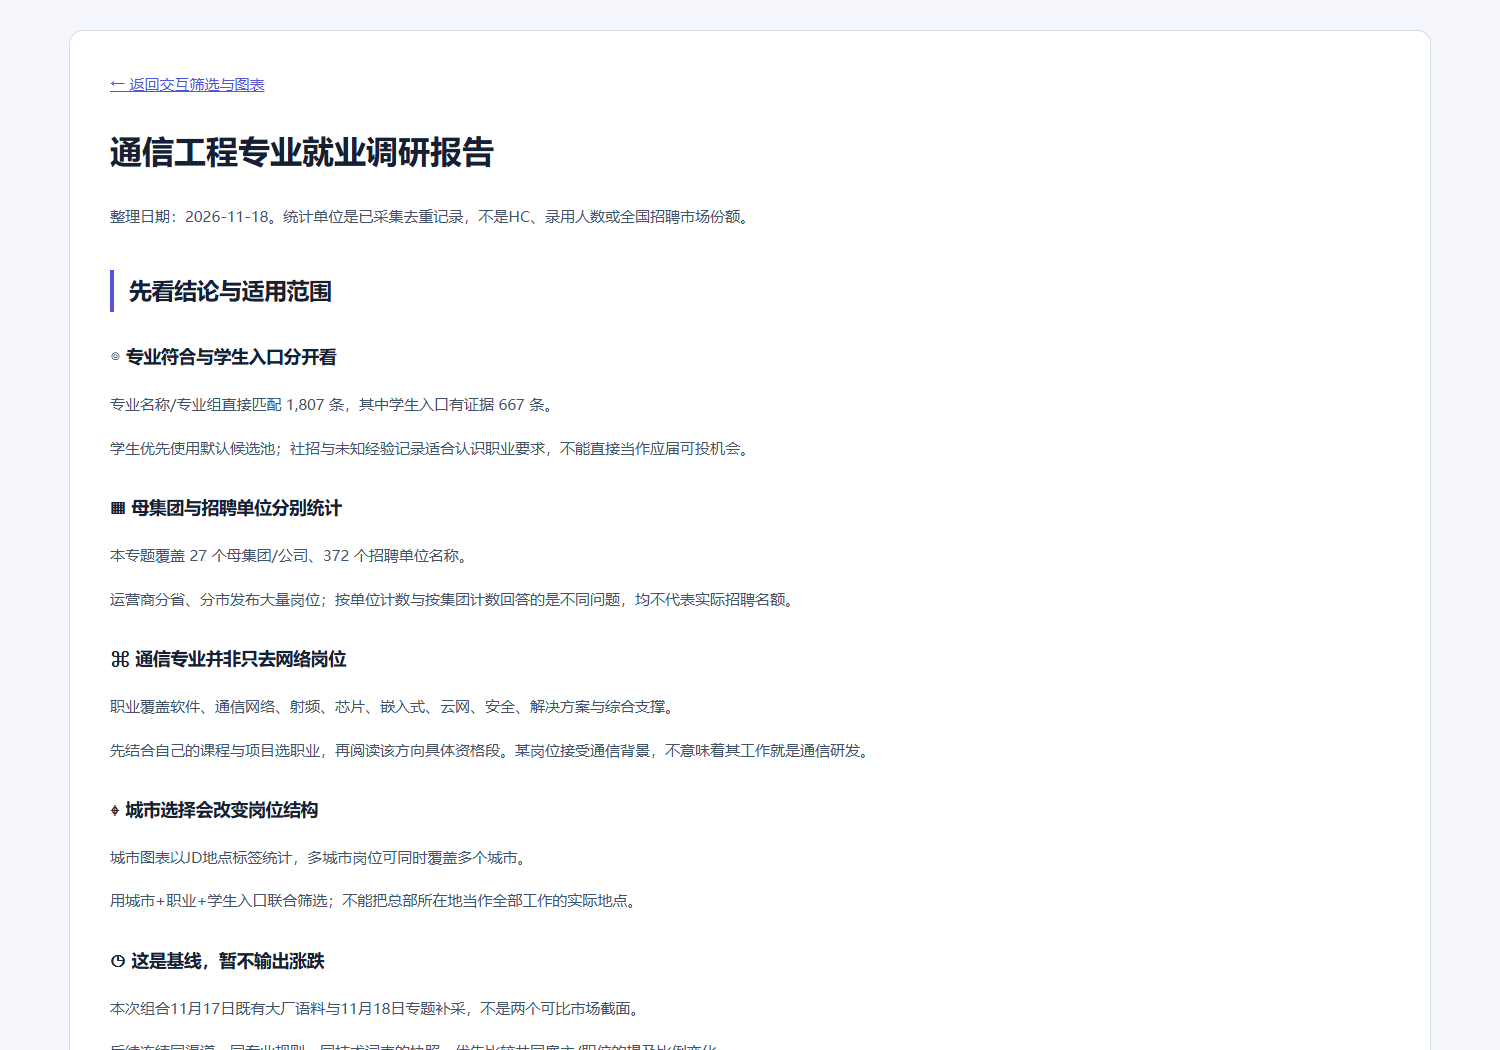 ← 返回交互筛选与图表
通信工程专业就业调研报告
整理日期：2026-11-18。统计单位是已采集去重记录，不是HC、录用人数或全国招聘市场份额。
先看结论与适用范围
◎ 专业符合与学生入口分开看
专业名称/专业组直接匹配 1,807 条，其中学生入口有证据 667 条。
学生优先使用默认候选池；社招与未知经验记录适合认识职业要求，不能直接当作应届可投机会。
▦ 母集团与招聘单位分别统计
本专题覆盖 27 个母集团/公司、372 个招聘单位名称。
运营商分省、分市发布大量岗位；按单位计数与按集团计数回答的是不同问题，均不代表实际招聘名额。
⌘ 通信专业并非只去网络岗位
职业覆盖软件、通信网络、射频、芯片、嵌入式、云网、安全、解决方案与综合支撑。
先结合自己的课程与项目选职业，再阅读该方向具体资格段。某岗位接受通信背景，不意味着其工作就是通信研发。
⌖ 城市选择会改变岗位结构
城市图表以JD地点标签统计，多城市岗位可同时覆盖多个城市。
用城市+职业+学生入口联合筛选；不能把总部所在地当作全部工作的实际地点。
◷ 这是基线，暂不输出涨跌
本次组合11月17日既有大厂语料与11月18日专题补采，不是两个可比市场截面。